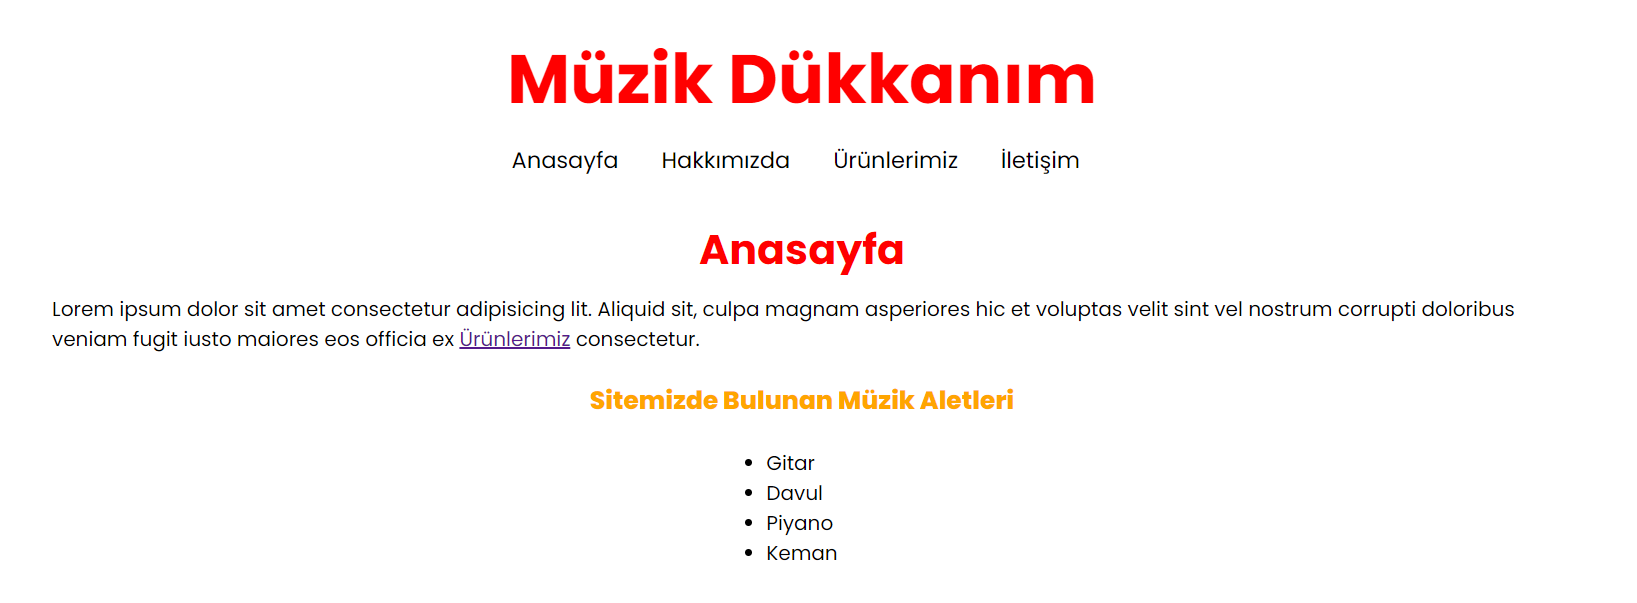 Müzik Dükkanım
Anasayfa Hakkımızda Ürünlerimiz İletişim
Anasayfa
Lorem ipsum dolor sit amet consectetur adipisicing lit. Aliquid sit, culpa magnam asperiores hic et voluptas velit sint vel nostrum corrupti doloribus
veniam fugit iusto maiores eos officia ex Ürünlerimiz consectetur.
Sitemizde Bulunan Müzik Aletleri
• Gitar
• Davul
• Piyano
• Keman